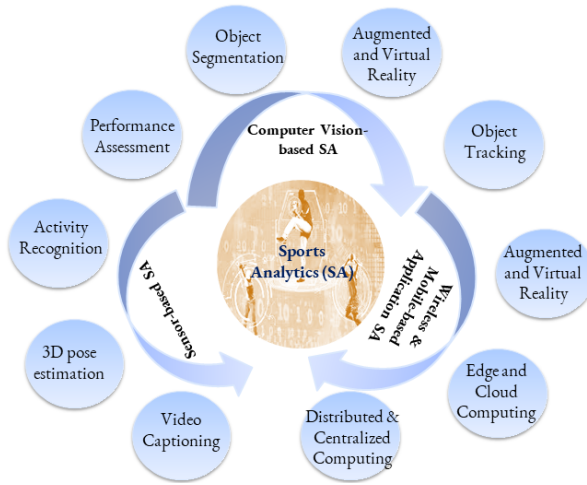 Object
Segmentation
Augmented
and Virtual
Reality
Performance
Assessment
Computer Vision-
based SA
Object
Tracking
Activity
Recognition
Sports
Analytics (SA)
Sensor-based SA
Wireless &
Mobile-based
Application SA
Augmented
and Virtual
Reality
3D pose
estimation
Edge and
Cloud
Computing
Video
Captioning
Distributed &
Centralized
Computing